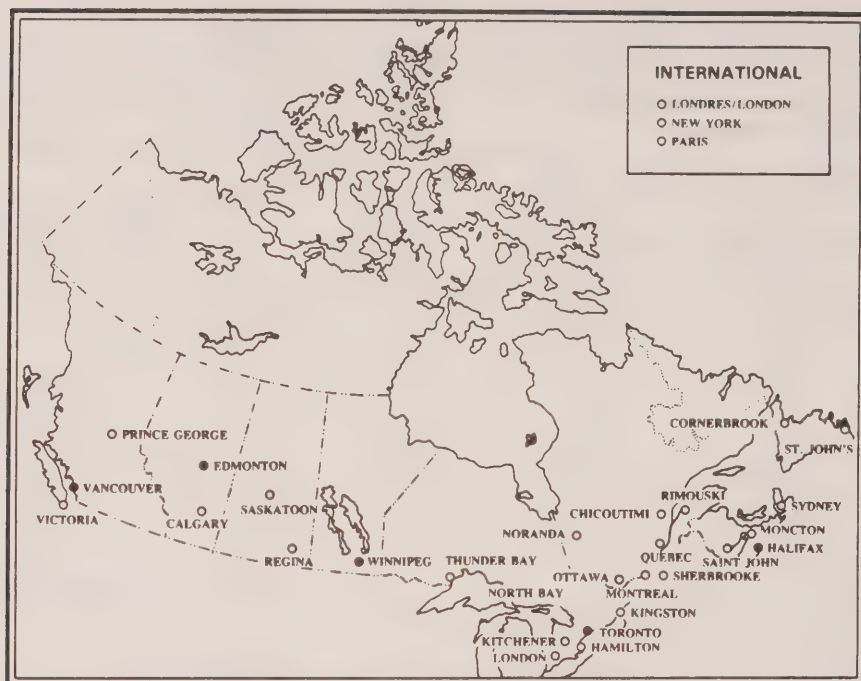 INTERNATIONAL
LONDRES/LONDON
NEW YORK
PARIS
CORNERBROOK
ST. JOHN'S
PRINCE GEORGE
EDMONTON
VANCOUVER
SASKATOON
RIMOUSKI
SYDNEY
VICTORIA
CALGARY
CHICOUTIMI
NORANDA
MONCTON
REGINA
WINNIPEG
QUEBEC
SAINT JOHN
HALIFAX
THUNDER BAY
OTTAWA
SHERBROOKE
NORTH BAY
MONTREAL
KINGSTON
TORONTO
KITCHENER
HAMILTON
LONDON